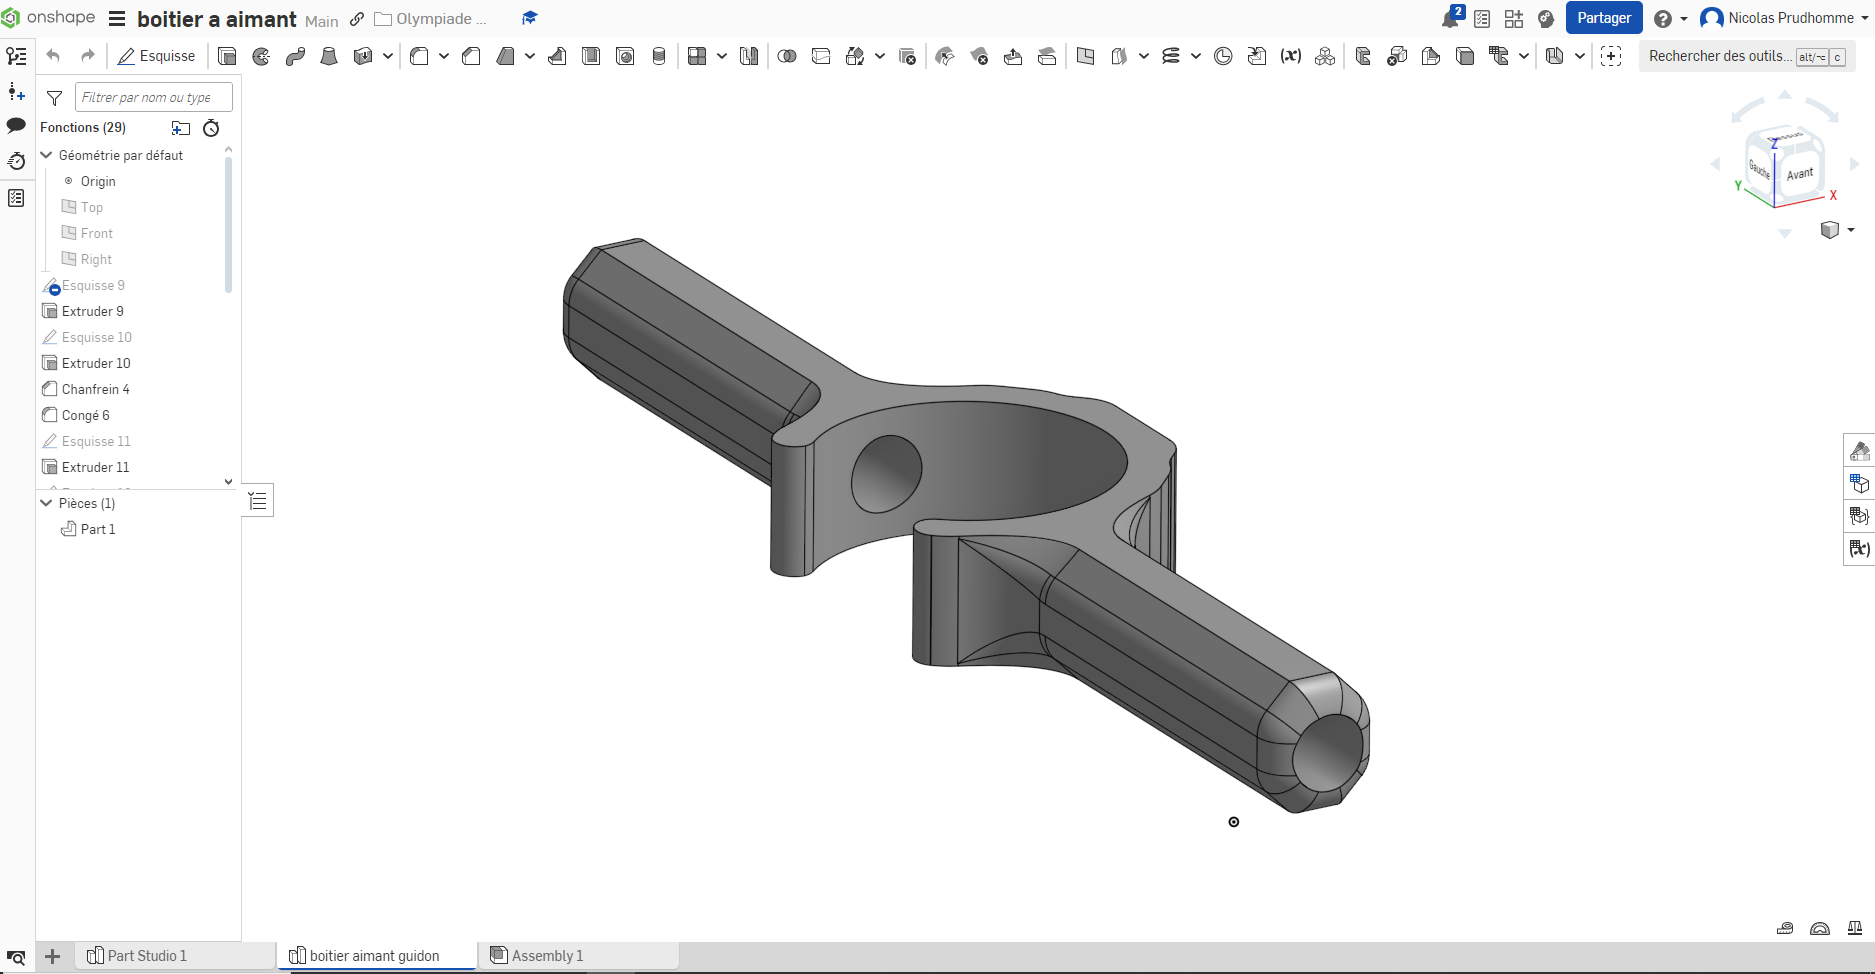 onshape
boitier a aimant Main Olympiade ...
2
Partager
Nicolas Prudhomme
Esquisse
Rechercher des outils... alt/⌥ c
Filtrer par nom ou type
Fonctions (29)
Géométrie par défaut
Origin
Top
Front
Right
Esquisse 9
Extruder 9
Esquisse 10
Extruder 10
Chanfrein 4
Congé 6
Esquisse 11
Extruder 11
Pièces (1)
Part 1
Dessus
Z
Gauche
Avant
Y
X
Part Studio 1
boitier aimant guidon
Assembly 1